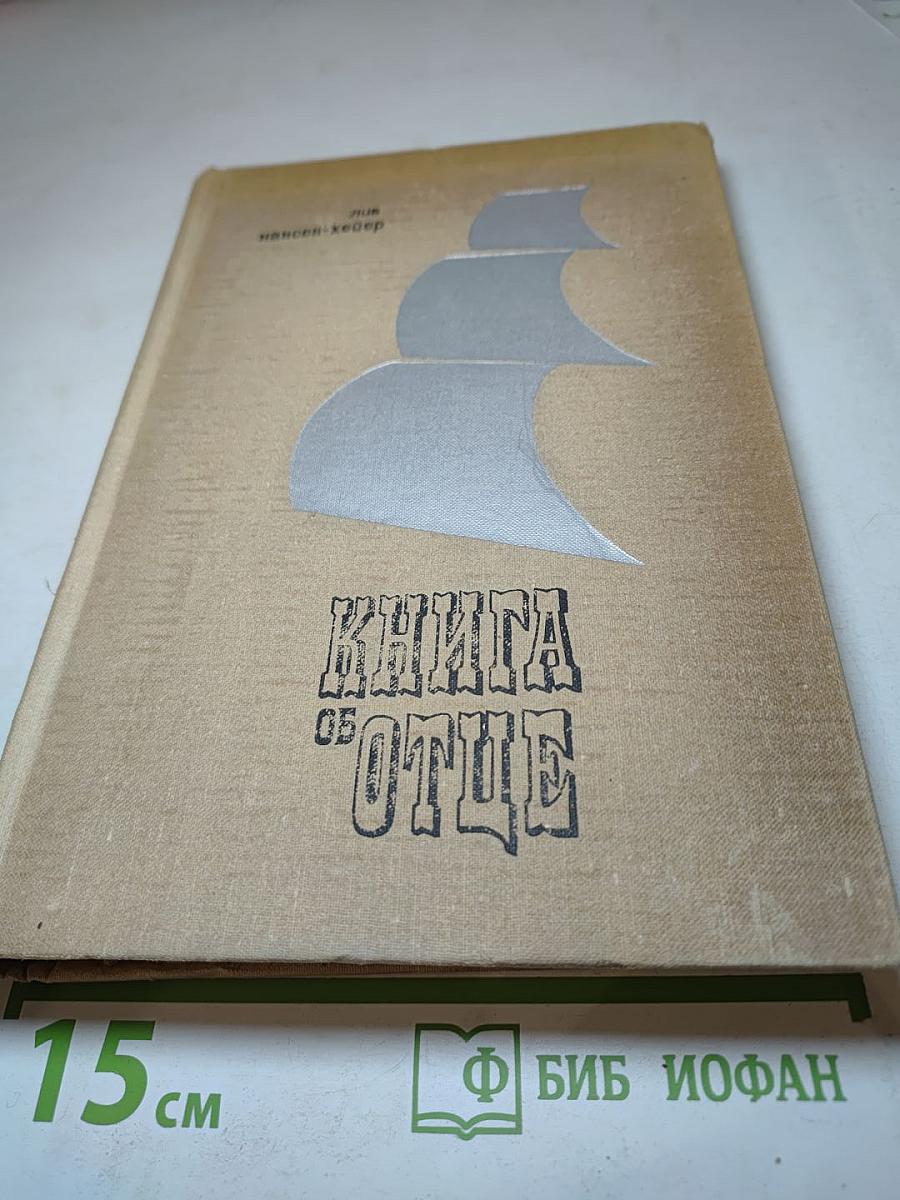 лив
нансен-хейер
КНИГА
ОБ ОТЦЕ
15 см
Ф БИБ ИОФАН